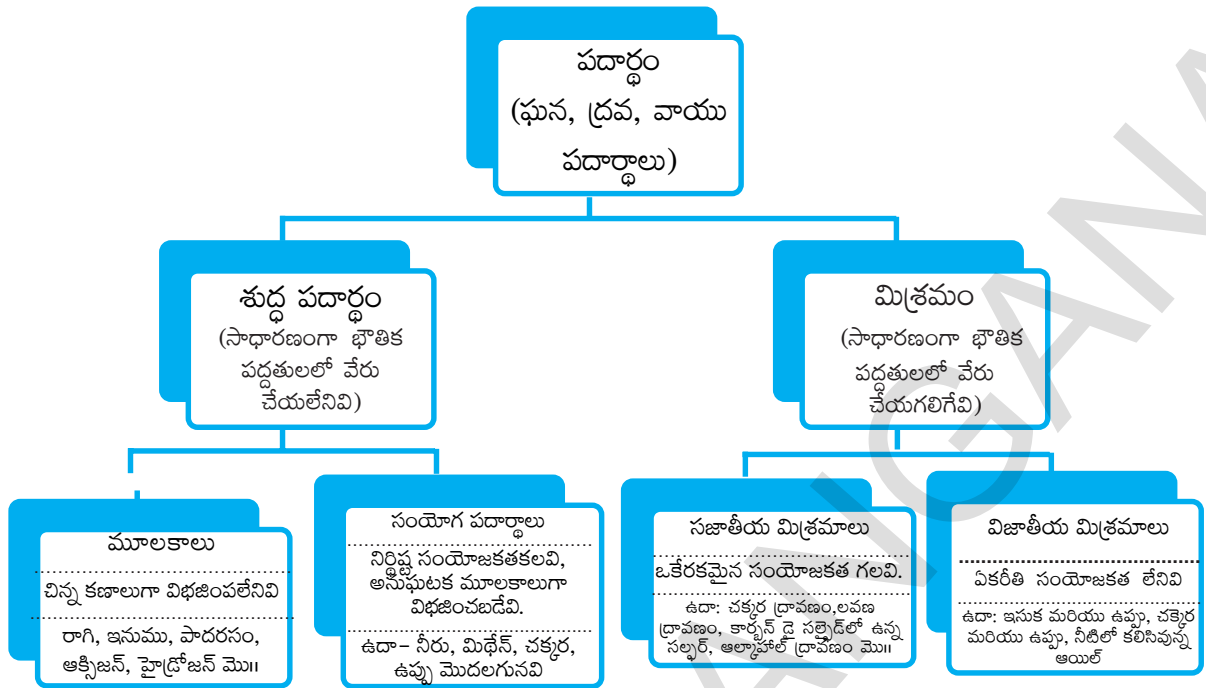 పదార్థం
(ఘన, ద్రవ, వాయు
పదార్థాలు)
శుద్ధ పదార్థం
(సాధారణంగా భౌతిక
పద్దతులలో వేరు
చేయలేనివి)
మిశ్రమం
(సాధారణంగా భౌతిక
పద్దతులలో వేరు
చేయగలిగేవి)
మూలకాలు
చిన్న కణాలుగా విభజింపలేనివి
రాగి, ఇనుము, పాదరసం,
ఆక్సిజన్, హైడ్రోజన్ మొ॥
సంయోగ పదార్థాలు
నిర్ధిష్ట సంయోజకతకలవి,
అనుఘటక మూలకాలుగా
విభజించబడేవి.
ఉదా– నీరు, మిథేన్, చక్కర,
ఉప్పు మొదలగునవి
సజాతీయ మిశ్రమాలు
ఒకేరకమైన సంయోజకత గలవి.
ఉదా: చక్కర ద్రావణం,లవణ
ద్రావణం, కార్బన్ డై సల్ఫైడ్‌లో ఉన్న
సల్ఫర్, ఆల్కాహాల్ ద్రావణం మొ॥
విజాతీయ మిశ్రమాలు
ఏకరీతి సంయోజకత లేనివి
ఉదా: ఇసుక మరియు ఉప్పు, చక్కెర
మరియు ఉప్పు, నీటిలో కలిసివున్న
ఆయిల్